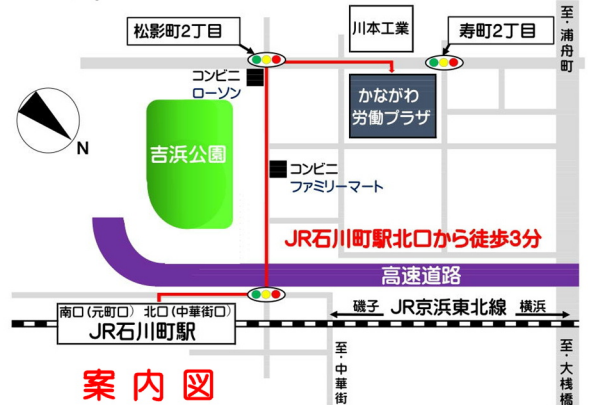 松影町2丁目
川本工業
寿町2丁目
至・浦舟町
コンビニ
ローソン
かながわ
労働プラザ
N
吉浜公園
コンビニ
ファミリーマート
JR石川町駅北口から徒歩3分
高速道路
南口(元町口) 北口(中華街口)
JR石川町駅
磯子 JR京浜東北線 横浜
至・中華街
至・大桟橋
案内図